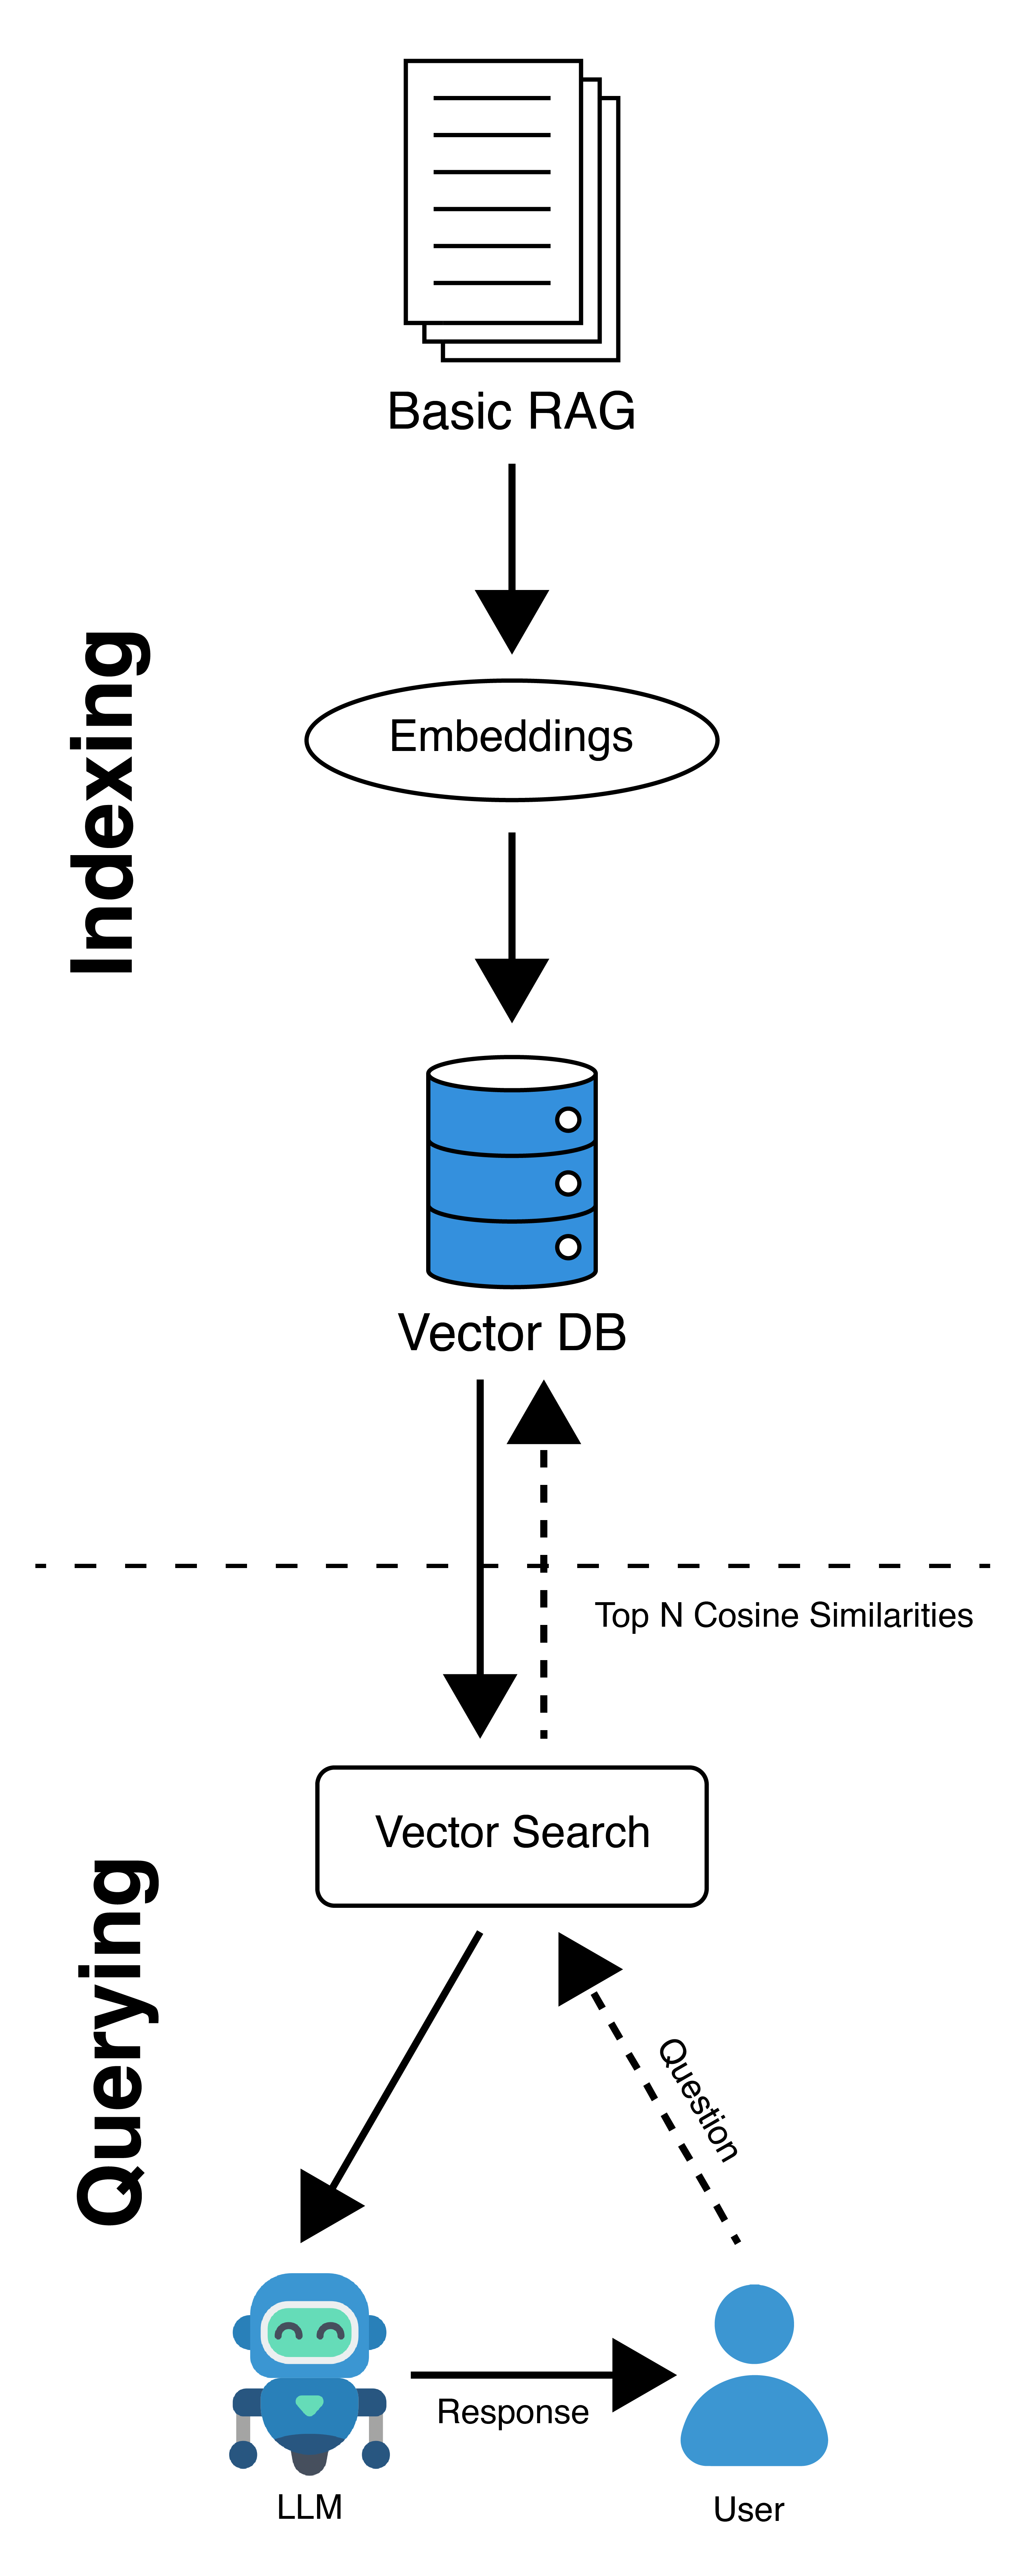 Basic RAG
Indexing
Embeddings
Vector DB
Top N Cosine Similarities
Vector Search
Querying
Question
Response
LLM
User